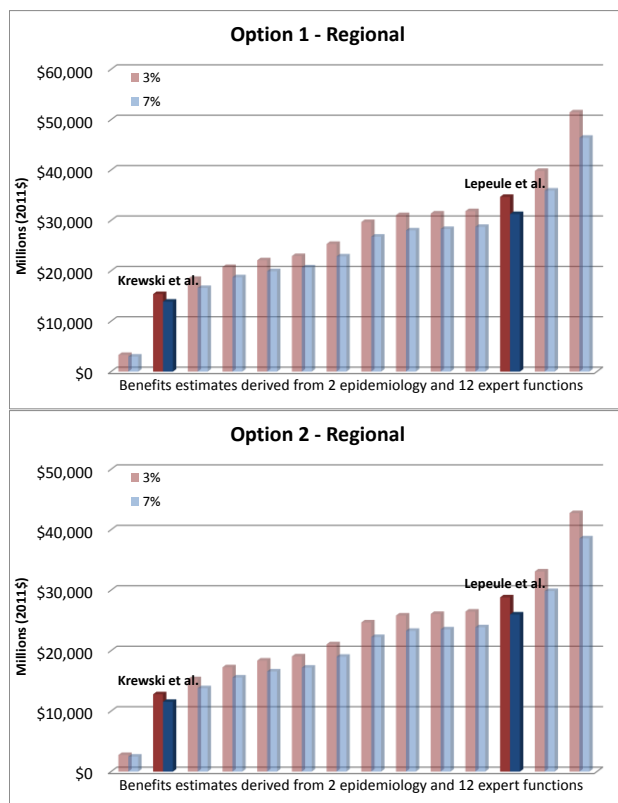 Option 1 - Regional
$60,000
3%
7%
$50,000
$40,000
Lepeule et al.
$30,000
Millions (2011$)
$20,000
Krewski et al.
$10,000
$0
Benefits estimates derived from 2 epidemiology and 12 expert functions
Option 2 - Regional
$50,000
3%
7%
$40,000
Lepeule et al.
$30,000
Millions (2011$)
$20,000
Krewski et al.
$10,000
$0
Benefits estimates derived from 2 epidemiology and 12 expert functions